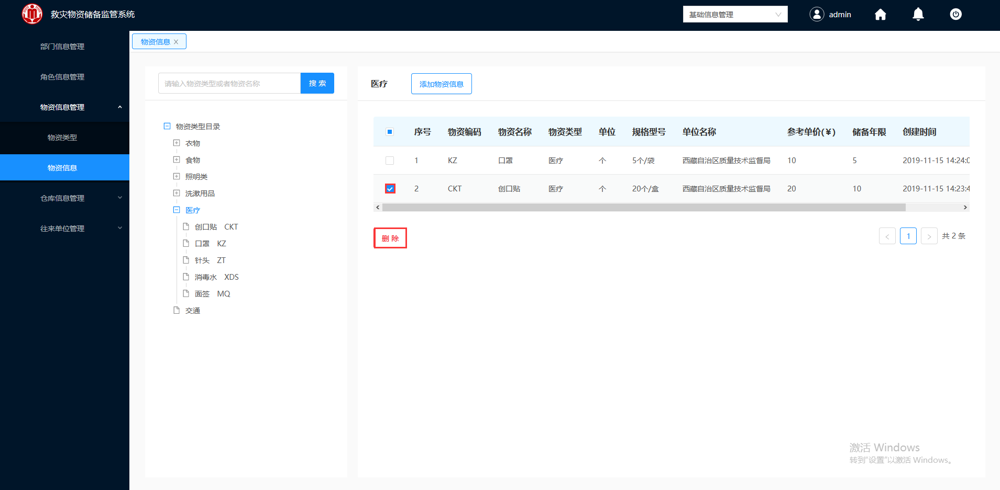 救灾物资储备监管系统
基础信息管理
admin
部门信息管理
角色信息管理
物资信息管理
物资类型
物资信息
仓库信息管理
往来单位管理
物资信息
请输入物资类型或者物资名称
搜 索
物资类型目录
衣物
食物
照明类
洗漱用品
医疗
创口贴 CKT
口罩 KZ
针头 ZT
消毒水 XDS
面签 MQ
交通
医疗
添加物资信息
序号 物资编码 物资名称 物资类型 单位 规格型号 单位名称 参考单价(¥) 储备年限 创建时间
1 KZ 口罩 医疗 个 5个/袋 西藏自治区质量技术监督局 10 5 2019-11-15 14:24:0
2 CKT 创口贴 医疗 个 20个/盒 西藏自治区质量技术监督局 20 10 2019-11-15 14:23:4
删 除
< 1 > 共 2 条
激活 Windows
转到“设置”以激活 Windows。